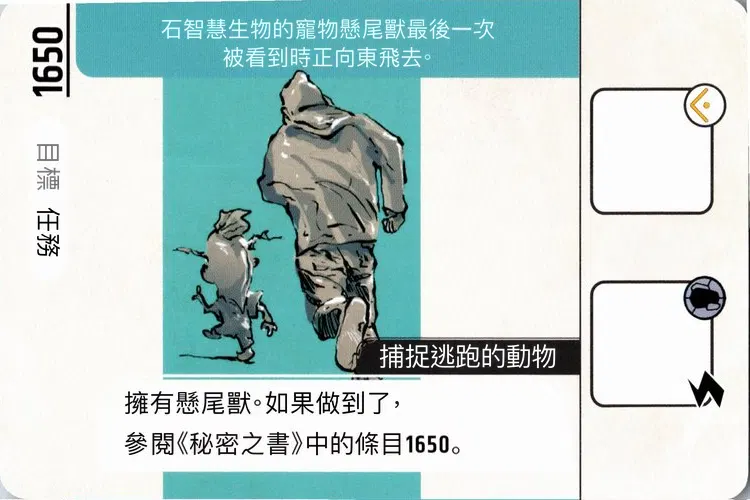 石智慧生物的寵物懸尾獸最後一次
被看到時正向東飛去。
1650
目標 任務
捕捉逃跑的動物
擁有懸尾獸。如果做到了，
參閱《秘密之書》中的條目1650。